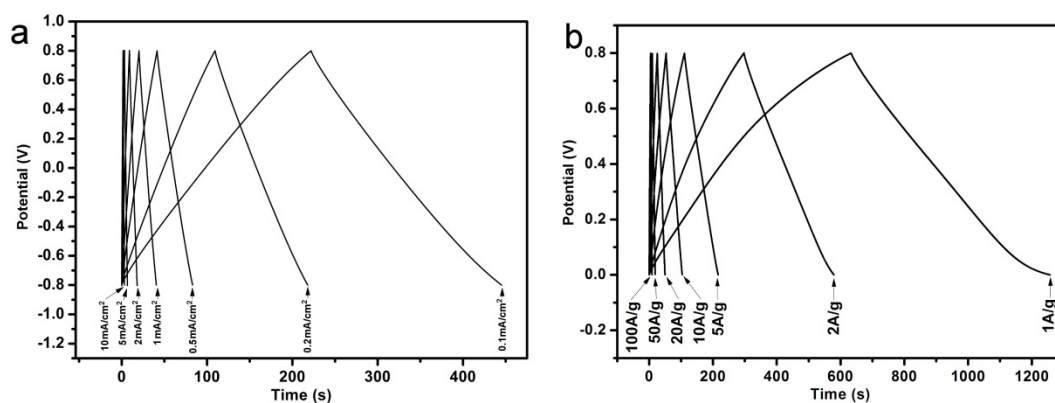 a
Potential (V)
1.0
0.8
0.6
0.4
0.2
0.0
-0.2
-0.4
-0.6
-0.8
-1.0
-1.2
10mA/cm²
5mA/cm²
2mA/cm²
1mA/cm²
0.5mA/cm²
0.2mA/cm²
0.1mA/cm²
0
100
200
300
400
Time (s)
b
Potential (V)
0.8
0.6
0.4
0.2
0.0
-0.2
100A/g
50A/g
20A/g
10A/g
5A/g
2A/g
1A/g
0
200
400
600
800
1000
1200
Time (s)